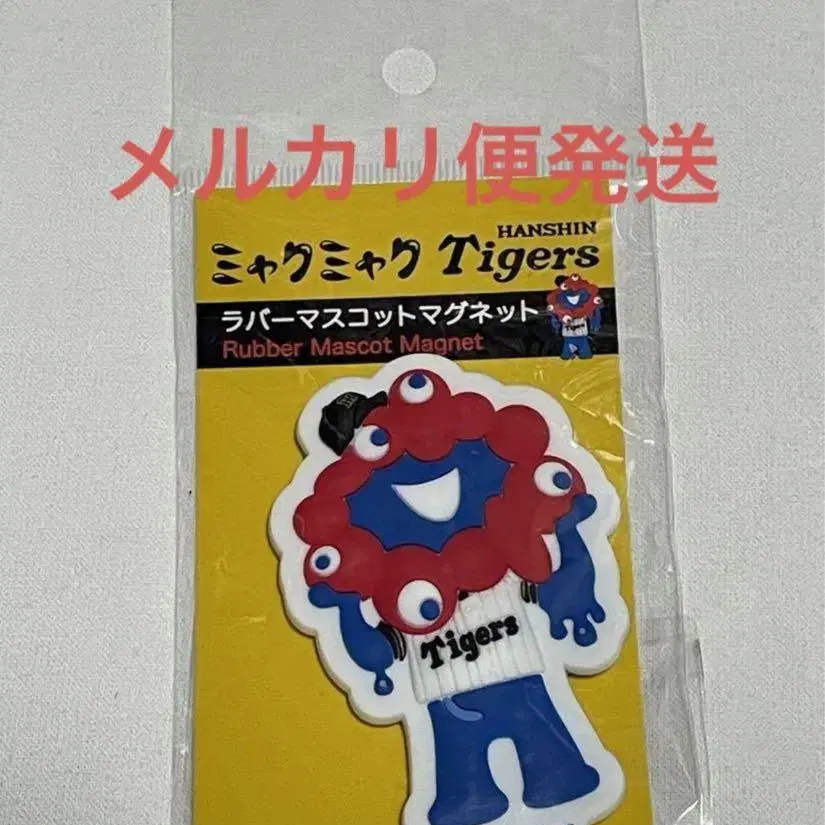 メルカリ便発送
HANSHIN
ミャクミャク Tigers
ラバーマスコットマグネット
Rubber Mascot Magnet
Tigers